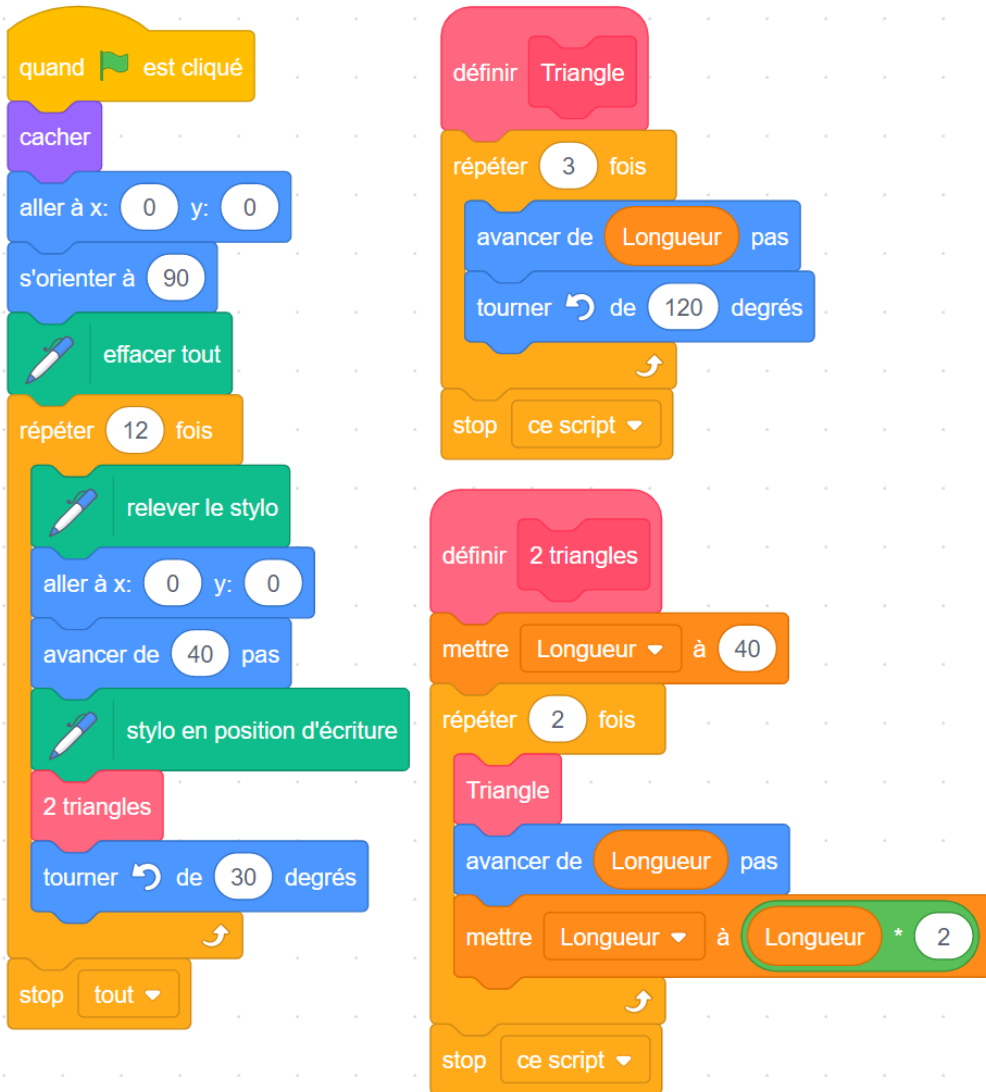 quand est cliqué
cacher
aller à x: 0 y: 0
s'orienter à 90
effacer tout
répéter 12 fois
relever le stylo
aller à x: 0 y: 0
avancer de 40 pas
stylo en position d'écriture
2 triangles
tourner de 30 degrés
stop tout
définir Triangle
répéter 3 fois
avancer de Longueur pas
tourner de 120 degrés
stop ce script
définir 2 triangles
mettre Longueur à 40
répéter 2 fois
Triangle
avancer de Longueur pas
mettre Longueur à Longueur * 2
stop ce script